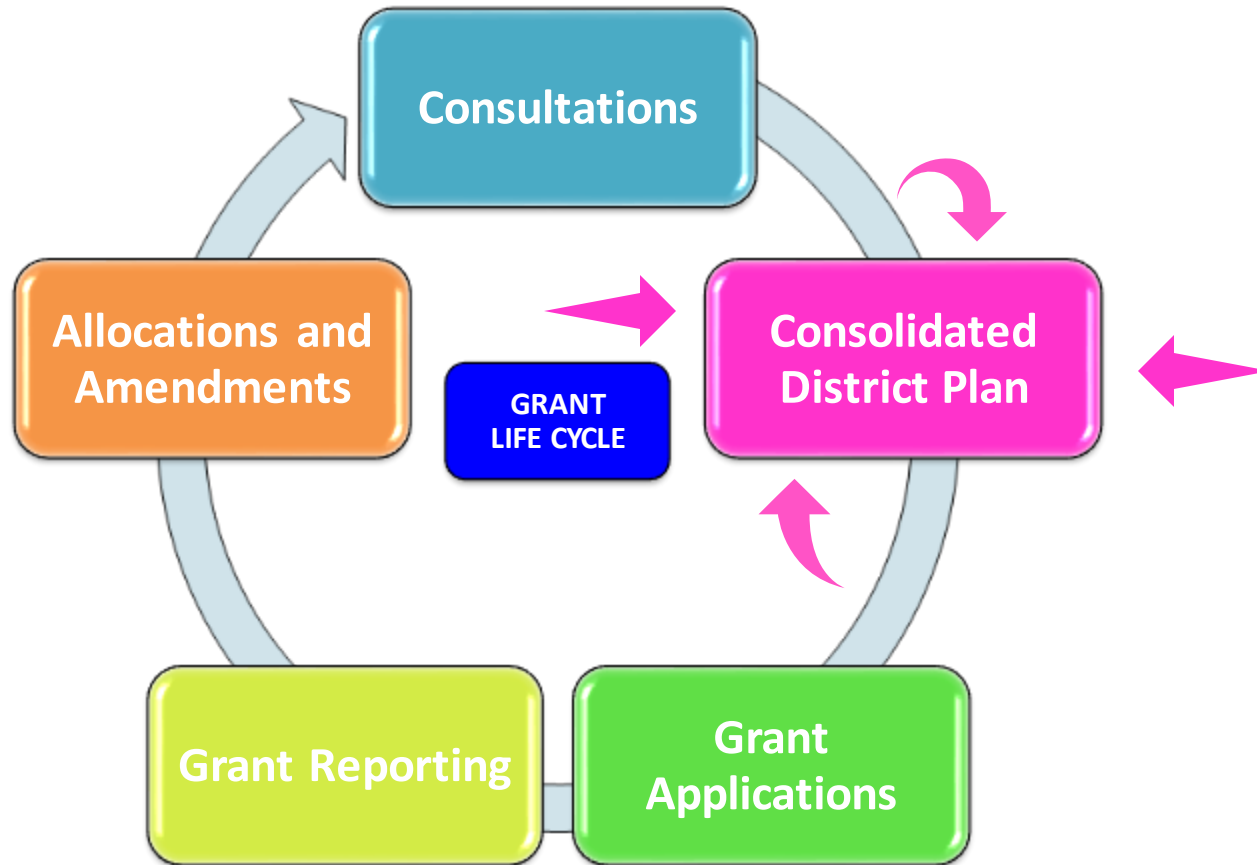 Consultations
Consolidated
District Plan
Grant
Applications
Grant Reporting
Allocations and
Amendments
GRANT
LIFE CYCLE